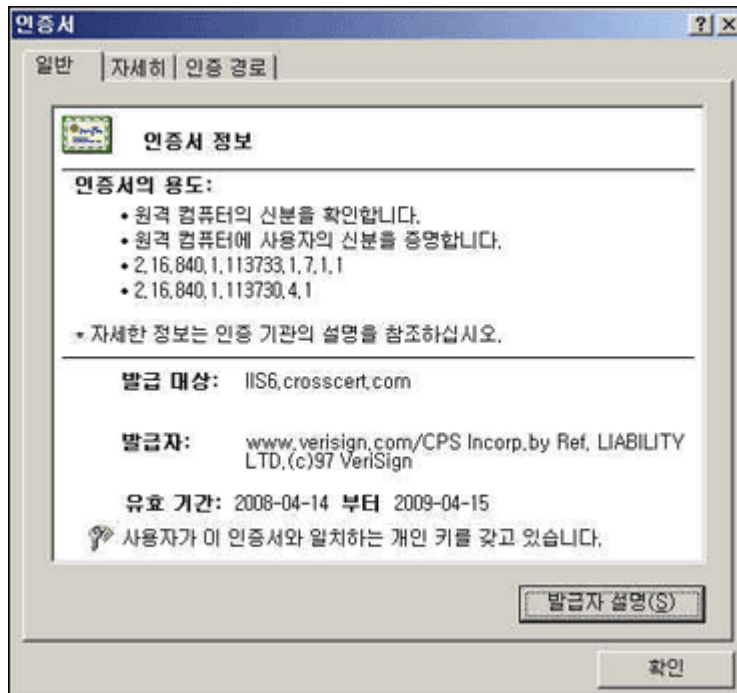 인증서
일반 자세히 인증 경로
인증서 정보
인증서의 용도:
• 원격 컴퓨터의 신분을 확인합니다.
• 원격 컴퓨터에 사용자의 신분을 증명합니다.
• 2.16.840.1.113733.1.7.1.1
• 2.16.840.1.113730.4.1
* 자세한 정보는 인증 기관의 설명을 참조하십시오.
발급 대상: IIS6.crosscert.com
발급자: www.verisign.com/CPS Incorp.by Ref. LIABILITY
LTD.(c)97 VeriSign
유효 기간: 2008-04-14 부터 2009-04-15
사용자가 이 인증서와 일치하는 개인 키를 갖고 있습니다.
발급자 설명(S)
확인